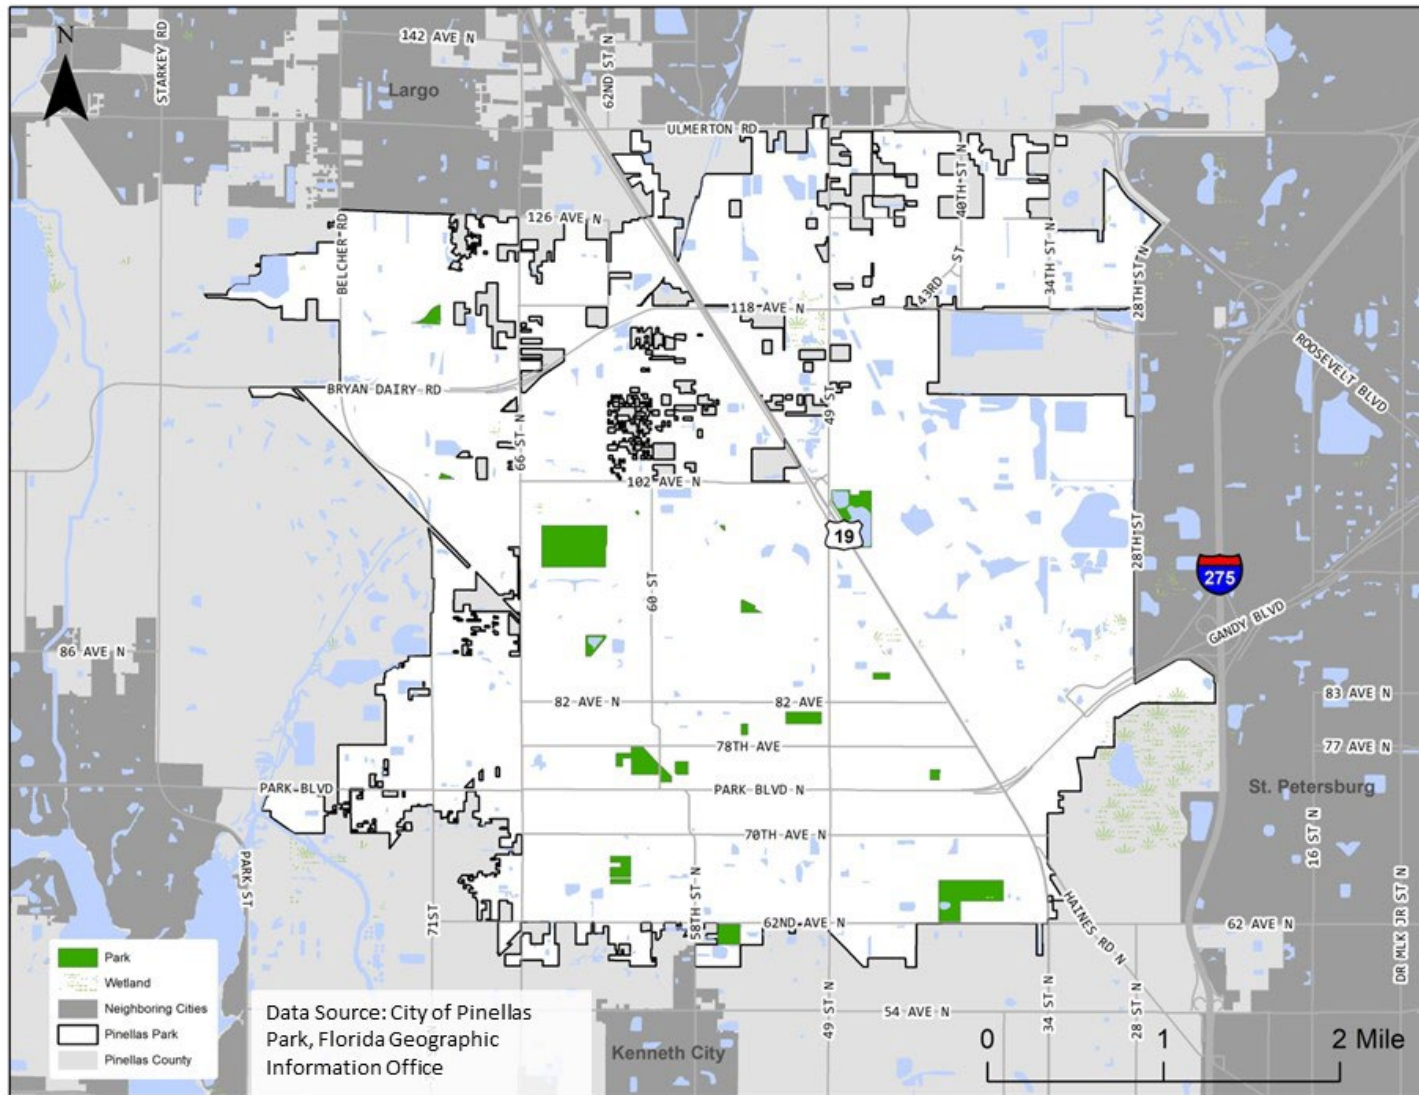 N
STARKEY RD
142 AVE N
62ND ST N
Largo
ULMERTON RD
40TH ST N
126 AVE N
BELCHER RD
34TH ST N
28TH ST N
43RD ST
118 AVE N
ROOSEVELT BLVD
BRYAN DAIRY RD
49 ST
66 ST N
102 AVE N
19
28TH ST
275
60 ST
GANDY BLVD
86 AVE N
82 AVE N
82 AVE
83 AVE N
78TH AVE
77 AVE N
PARK BLVD
PARK BLVD N
St. Petersburg
70TH AVE N
16 ST N
PARK ST
71ST
58TH ST N
62ND AVE N
HAINES RD N
62 AVE N
DR MLK JR ST N
Park
Wetland
Neighboring Cities
Pinellas Park
Pinellas County
Data Source: City of Pinellas
Park, Florida Geographic
Information Office
49 ST N
54 AVE N
34 ST N
28 ST N
Kenneth City
0 1 2 Mile